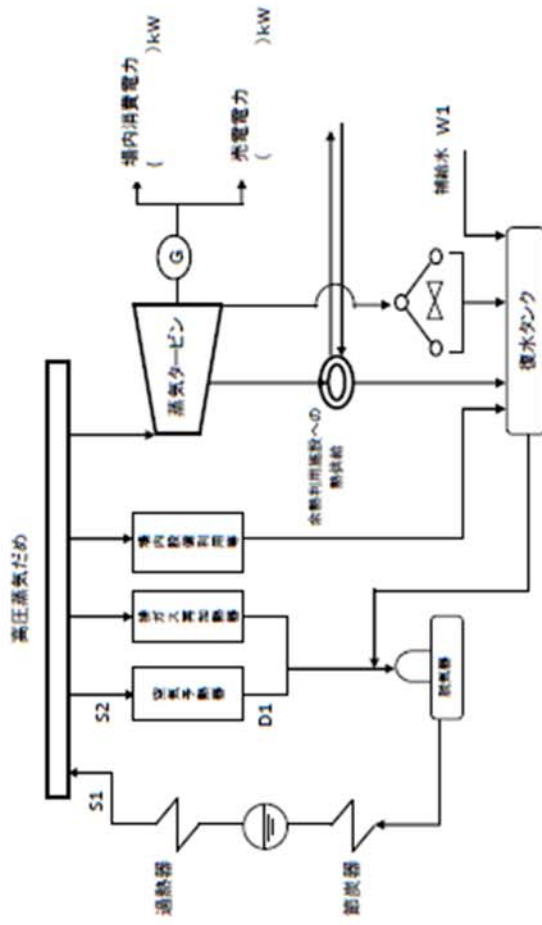 高圧蒸気だめ
S1
S2
空気予熱器
排ガス再加熱器
場内設備利用等
D1
過熱器
節炭器
脱気器
蒸気タービン
G
場内消費電力
(　　)kW
売電電力
(　　)kW
余熱利用施設への
熱供給
補給水 W1
復水タンク